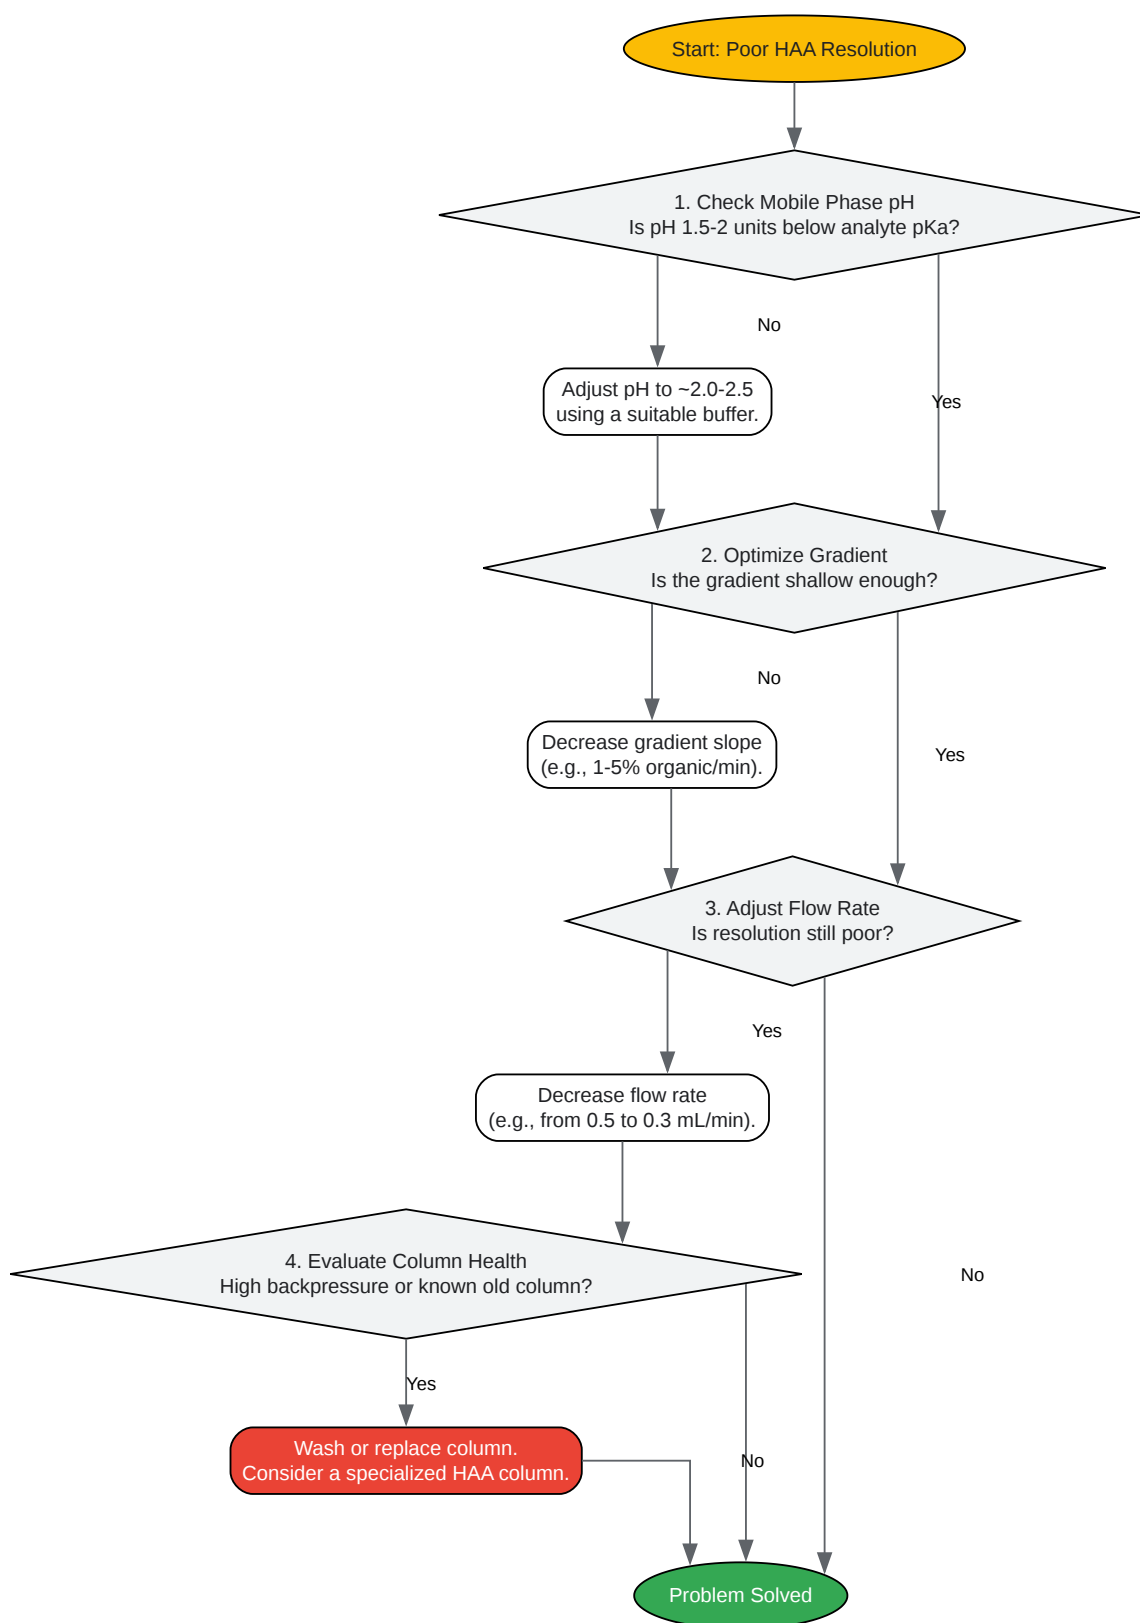 Start: Poor HAA Resolution
1. Check Mobile Phase pH
Is pH 1.5-2 units below analyte pKa?
No
Adjust pH to ~2.0-2.5
using a suitable buffer.
Yes
2. Optimize Gradient
Is the gradient shallow enough?
No
Decrease gradient slope
(e.g., 1-5% organic/min).
Yes
3. Adjust Flow Rate
Is resolution still poor?
Yes
Decrease flow rate
(e.g., from 0.5 to 0.3 mL/min).
4. Evaluate Column Health
High backpressure or known old column?
No
Yes
Wash or replace column.
Consider a specialized HAA column.
No
Problem Solved